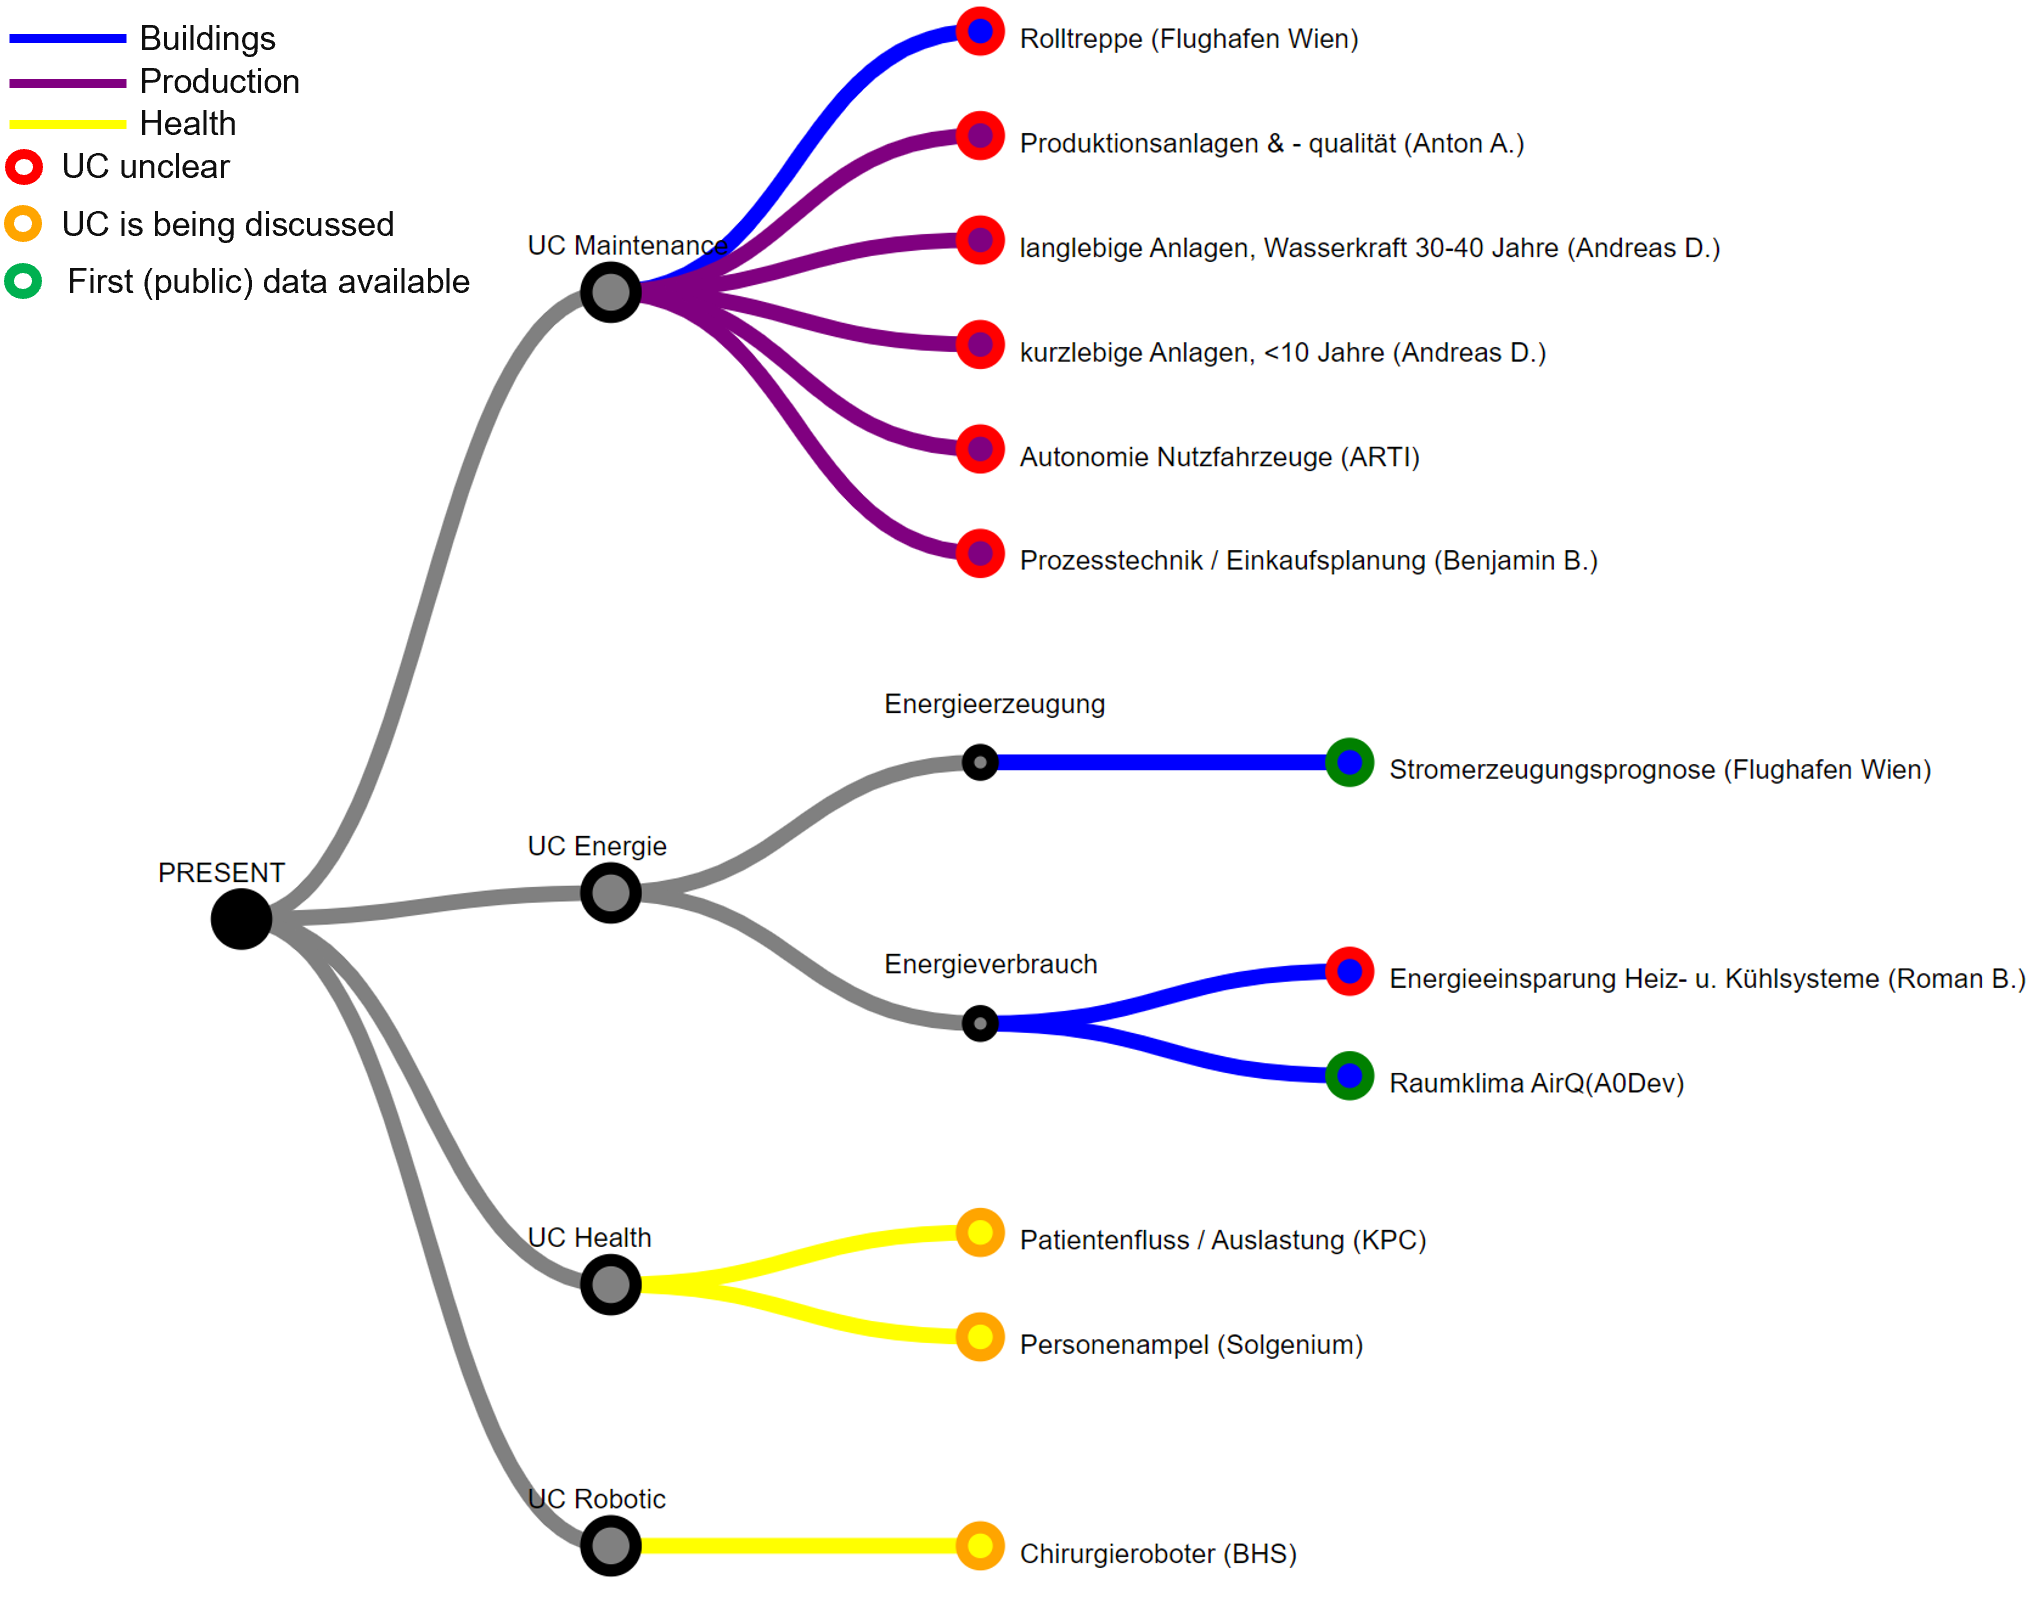 Buildings
Production
Health
UC unclear
UC is being discussed
First (public) data available
Rolltreppe (Flughafen Wien)
Produktionsanlagen & - qualität (Anton A.)
UC Maintenance
langlebige Anlagen, Wasserkraft 30-40 Jahre (Andreas D.)
kurzlebige Anlagen, <10 Jahre (Andreas D.)
Autonomie Nutzfahrzeuge (ARTI)
Prozesstechnik / Einkaufsplanung (Benjamin B.)
Energieerzeugung
Stromerzeugungsprognose (Flughafen Wien)
UC Energie
PRESENT
Energieverbrauch
Energieeinsparung Heiz- u. Kühlsysteme (Roman B.)
Raumklima AirQ(A0Dev)
UC Health
Patientenfluss / Auslastung (KPC)
Personenampel (Solgenium)
UC Robotic
Chirurgieroboter (BHS)